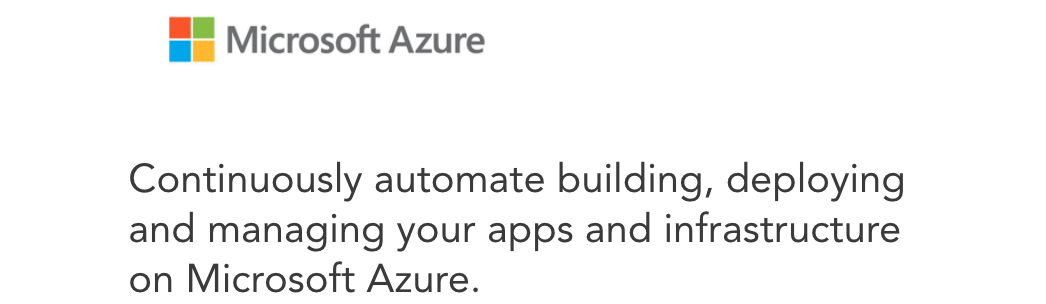 Microsoft Azure
Continuously automate building, deploying
and managing your apps and infrastructure
on Microsoft Azure.